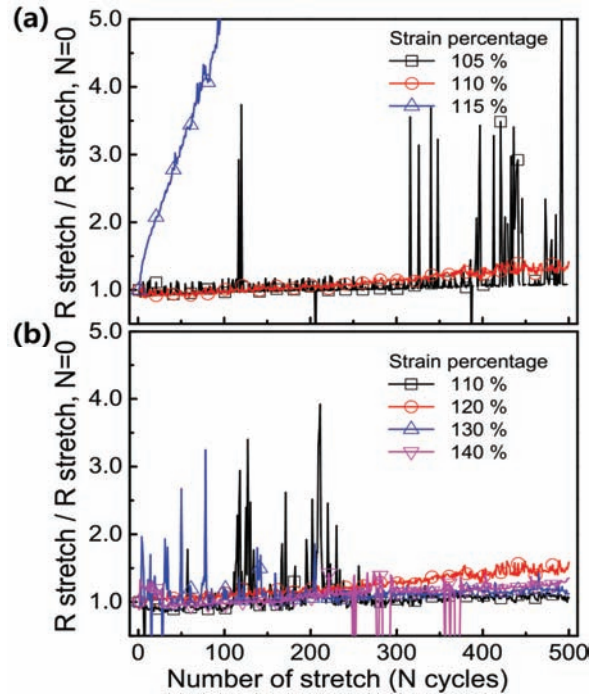 (a)
5.0
4.0
3.0
2.0
1.0
R stretch / R stretch, N=0
Strain percentage
105 %
110 %
115 %
(b)
5.0
4.0
3.0
2.0
1.0
R stretch / R stretch, N=0
Strain percentage
110 %
120 %
130 %
140 %
0 100 200 300 400 500
Number of stretch (N cycles)